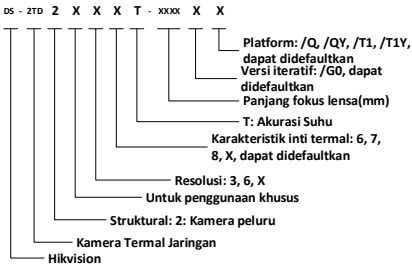 DS - 2TD 2 X X X T - XXXX X X
Platform: /Q, /QY, /T1, /T1Y,
dapat didefaultkan
Versi iteratif: /G0, dapat
didefaultkan
Panjang fokus lensa(mm)
T: Akurasi Suhu
Karakteristik inti termal: 6, 7,
8, X, dapat didefaultkan
Resolusi: 3, 6, X
Untuk penggunaan khusus
Struktural: 2: Kamera peluru
Kamera Termal Jaringan
Hikvision